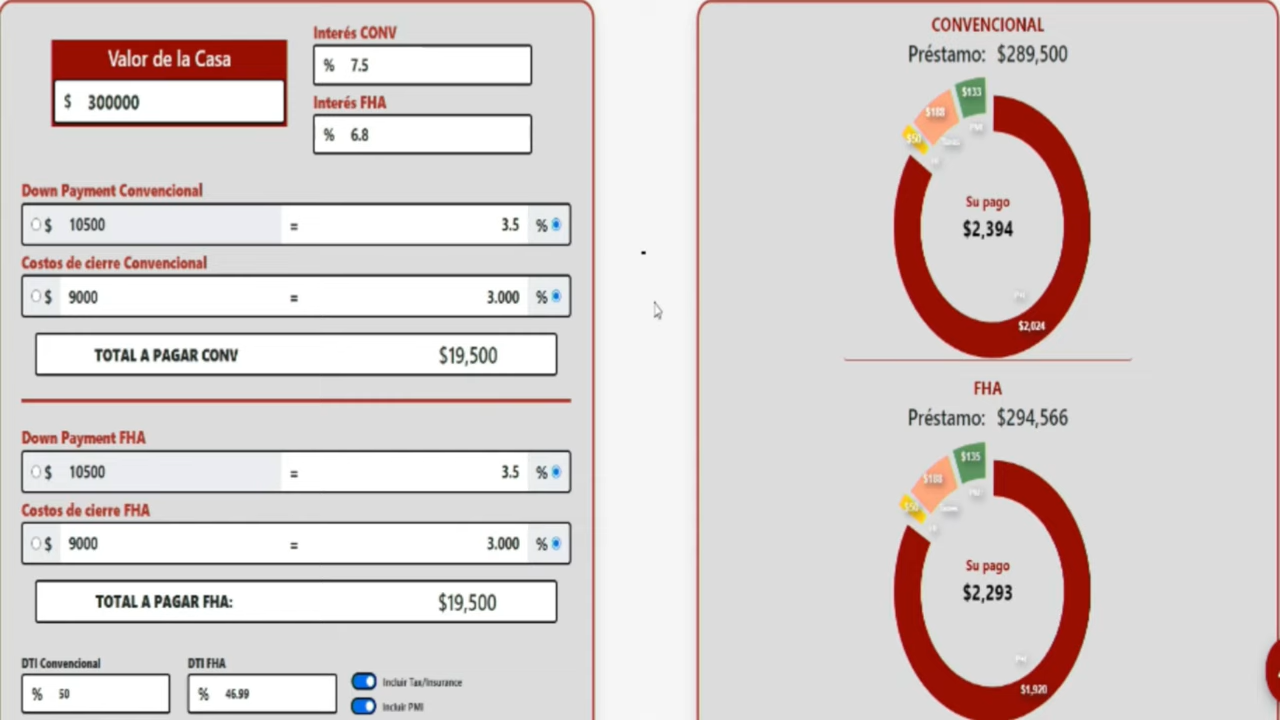 Valor de la Casa
$ 300000
Interés CONV
% 7.5
Interés FHA
% 6.8
Down Payment Convencional
$ 10500 = 3.5 %
Costos de cierre Convencional
$ 9000 = 3.000 %
TOTAL A PAGAR CONV $19,500
Down Payment FHA
$ 10500 = 3.5 %
Costos de cierre FHA
$ 9000 = 3.000 %
TOTAL A PAGAR FHA: $19,500
DTI Convencional
% 50
DTI FHA
% 46.99
Incluir Tax/Insurance
Incluir PMI
CONVENCIONAL
Préstamo: $289,500
$133
$188
$50
PMI
Taxes
Su pago
$2,394
$2,024
FHA
Préstamo: $294,566
$135
$188
$50
Su pago
$2,293
$1,920